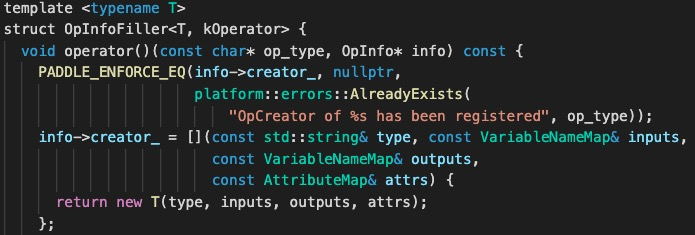 template <typename T>
struct OpInfoFiller<T, kOperator> {
  void operator()(const char* op_type, OpInfo* info) const {
    PADDLE_ENFORCE_EQ(info->creator_, nullptr,
                      platform::errors::AlreadyExists(
                          "OpCreator of %s has been registered", op_type));
    info->creator_ = [](const std::string& type, const VariableNameMap& inputs,
                        const VariableNameMap& outputs,
                        const AttributeMap& attrs) {
      return new T(type, inputs, outputs, attrs);
    };